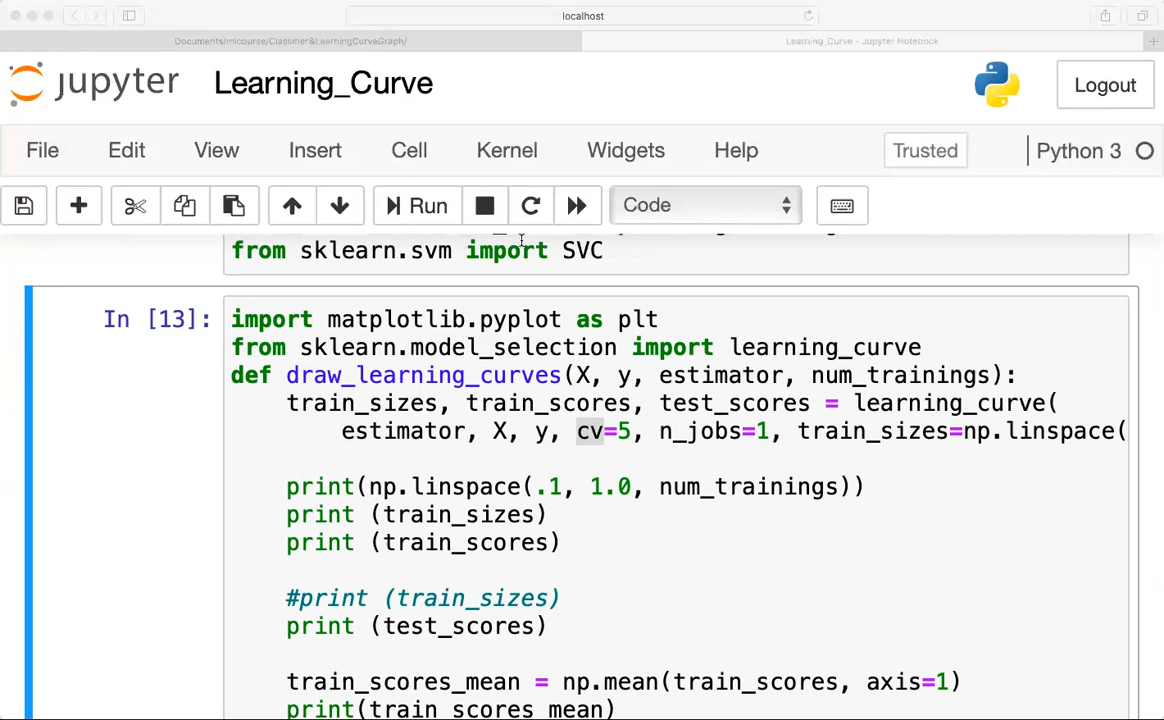 localhost
Documents/mlcourse/Classifier&LearningCurveGraph/
Learning_Curve - Jupyter Notebook
jupyter Learning_Curve
Logout
File Edit View Insert Cell Kernel Widgets Help Trusted Python 3
Run Code
from sklearn.svm import SVC
In [13]: import matplotlib.pyplot as plt
from sklearn.model_selection import learning_curve
def draw_learning_curves(X, y, estimator, num_trainings):
train_sizes, train_scores, test_scores = learning_curve(
estimator, X, y, cv=5, n_jobs=1, train_sizes=np.linspace(
print(np.linspace(.1, 1.0, num_trainings))
print (train_sizes)
print (train_scores)
#print (train_sizes)
print (test_scores)
train_scores_mean = np.mean(train_scores, axis=1)
print(train_scores_mean)